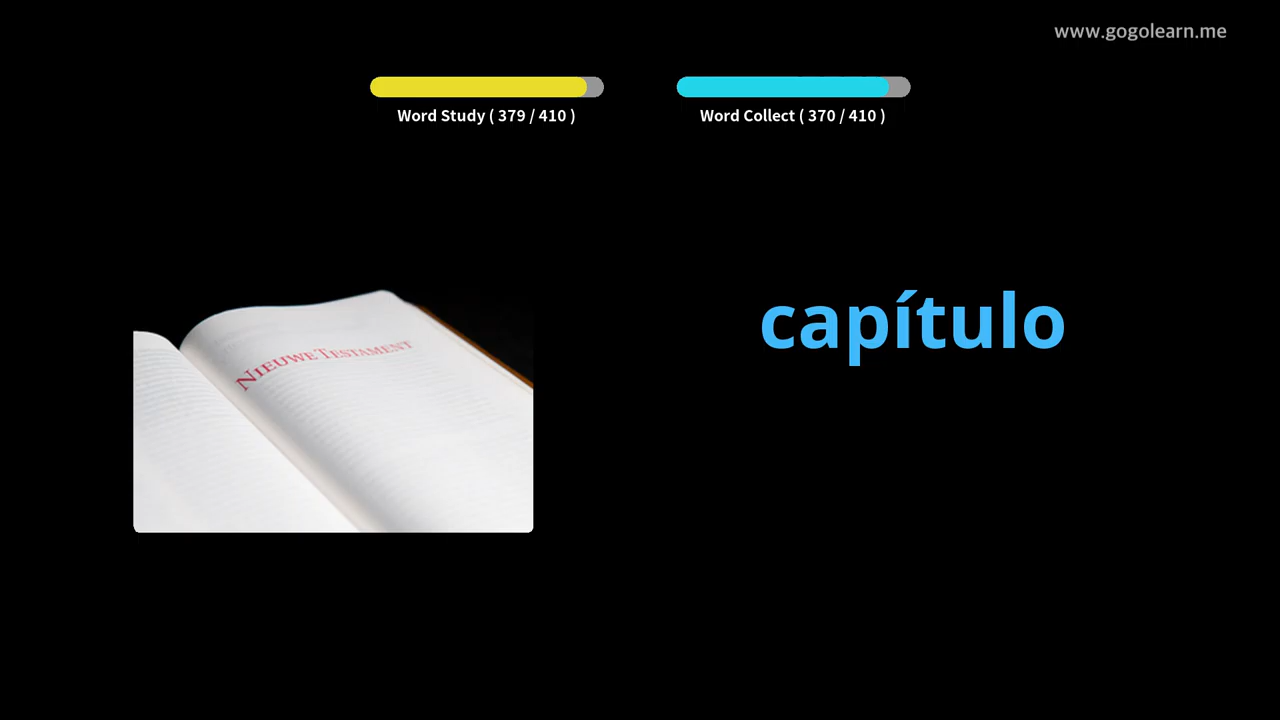 www.gogolearn.me
Word Study ( 379 / 410 )
Word Collect ( 370 / 410 )
NIEUWE TESTAMENT
capítulo